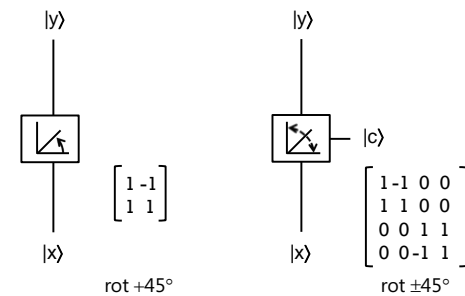 |y⟩ |y⟩
|c⟩
1 -1
1 1
1 -1 0 0
1 1 0 0
0 0 1 1
0 0 -1 1
|x⟩ |x⟩
rot +45° rot ±45°